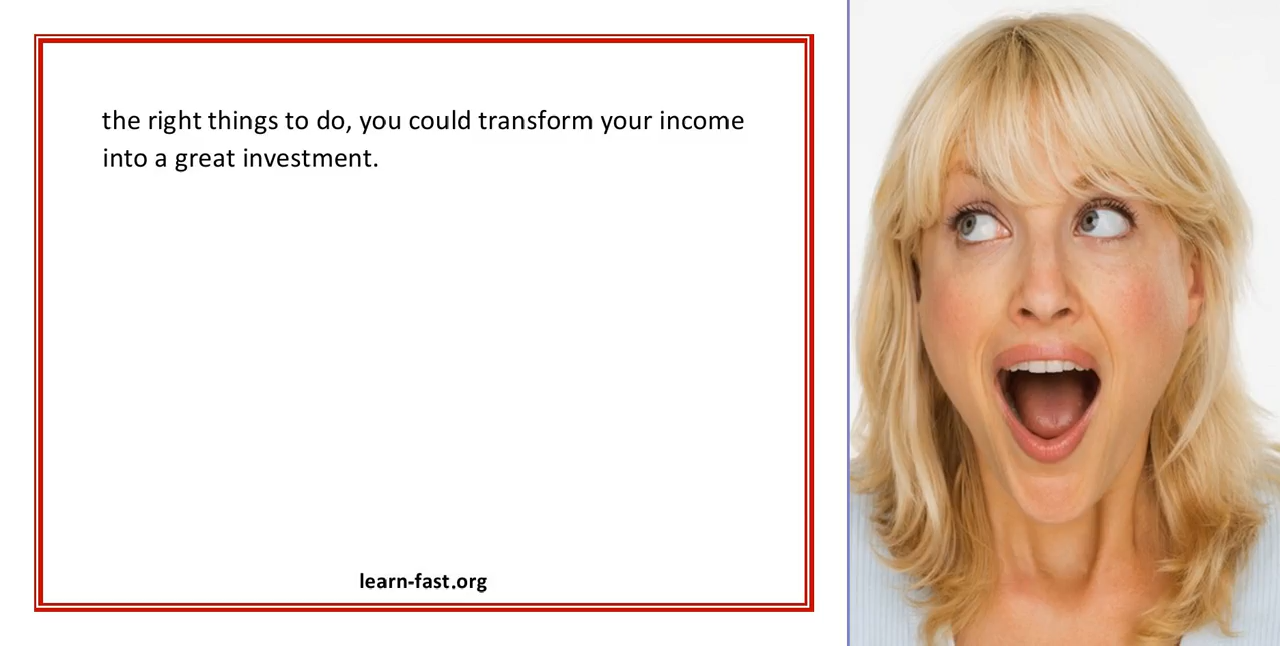 the right things to do, you could transform your income
into a great investment.
learn-fast.org